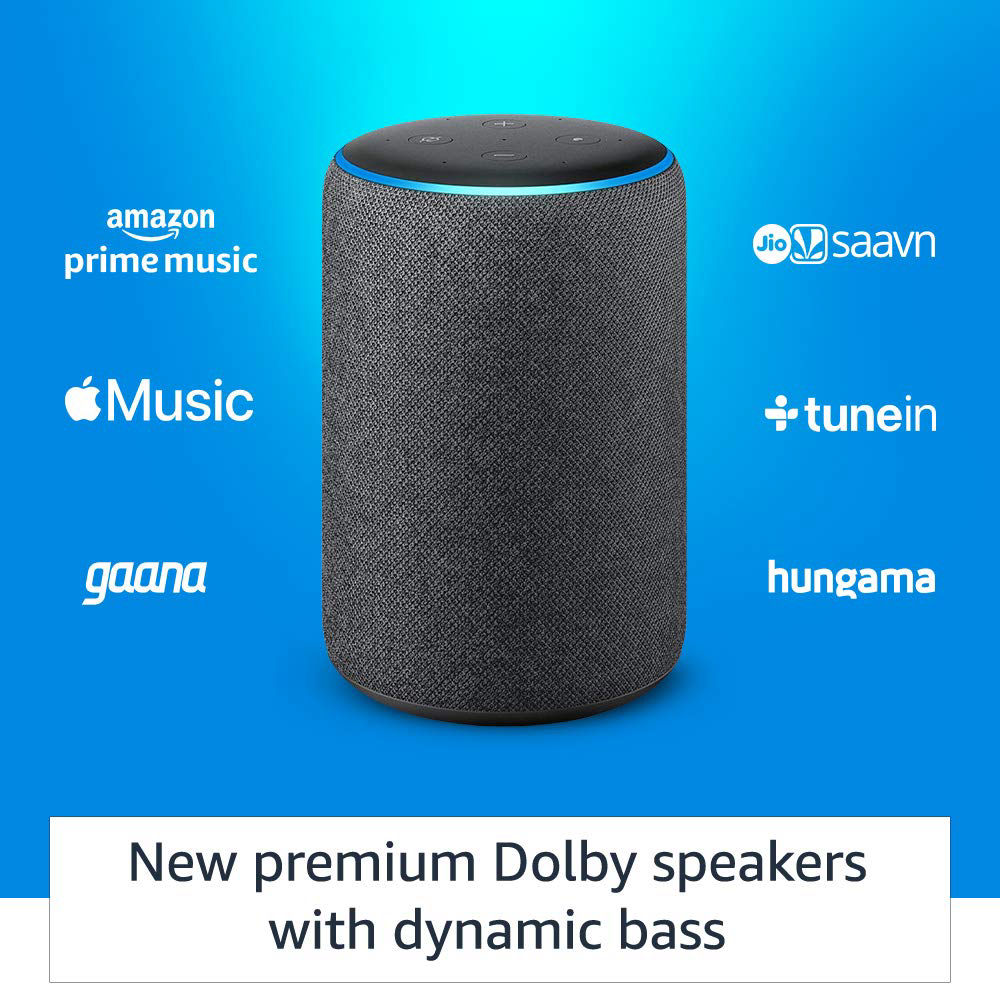 amazon
prime music
Music
gaana
Jio saavn
tunein
hungama
New premium Dolby speakers
with dynamic bass